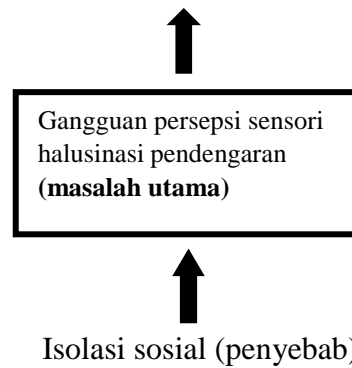 Gangguan persepsi sensori
halusinasi pendengaran
(masalah utama)
Isolasi sosial (penyebab)